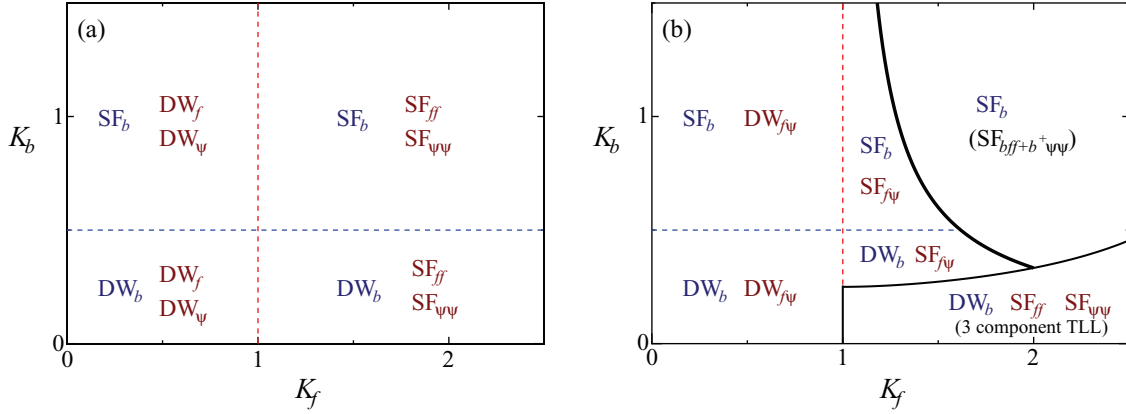 (a)
SF_b DW_f SF_b SF_ff
DW_ψ SF_ψψ
DW_b DW_f DW_b SF_ff
DW_ψ SF_ψψ
K_b
1
0
0 1 2
K_f
(b)
SF_b DW_fψ SF_b
(SF_bff+b⁺ψψ)
SF_b
SF_fψ
DW_b SF_fψ
DW_b DW_fψ DW_b SF_ff SF_ψψ
(3 component TLL)
K_b
1
0
0 1 2
K_f